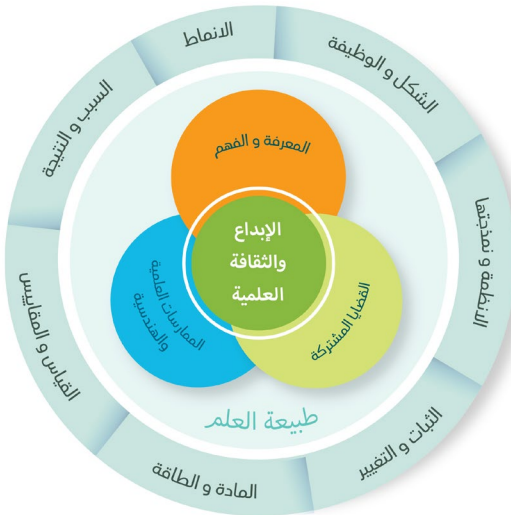 الانماط
الشكل و الوظيفة
الانظمة و نمذجتها
الثبات و التغيير
المادة و الطاقة
القياس و المقاييس
السبب و النتيجة
المعرفة و الفهم
القضايا المشتركة
الممارسات العلمية
والهندسية
الإبداع
والثقافة
العلمية
طبيعة العلم